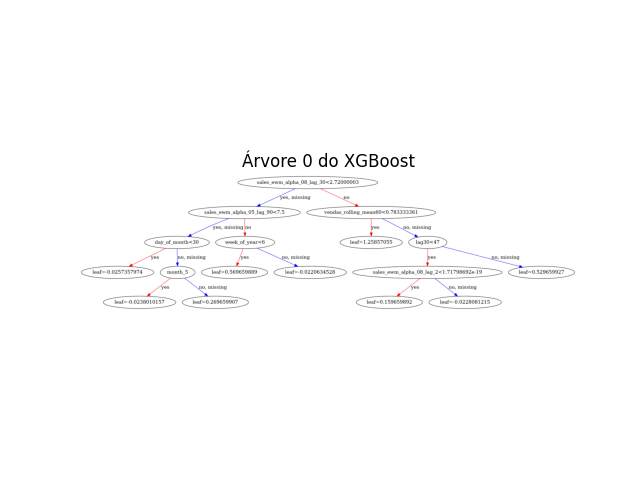 Árvore 0 do XGBoost
sales_ewm_alpha_08_lag_30<2.72000003
yes, missing
no
sales_ewm_alpha_05_lag_90<7.5
vendas_rolling_mean60<0.783333361
yes, missing
no
yes
no, missing
day_of_month<30
week_of_year<6
leaf=1.25857055
lag30<47
yes
no, missing
yes
no, missing
yes
no, missing
leaf=-0.0257357974
month_5
leaf=0.569659889
leaf=-0.0220634528
sales_ewm_alpha_08_lag_2<1.71798692e-19
leaf=0.529659927
yes
no, missing
yes
no, missing
leaf=-0.0238010157
leaf=0.269659907
leaf=0.159659892
leaf=-0.0228081215